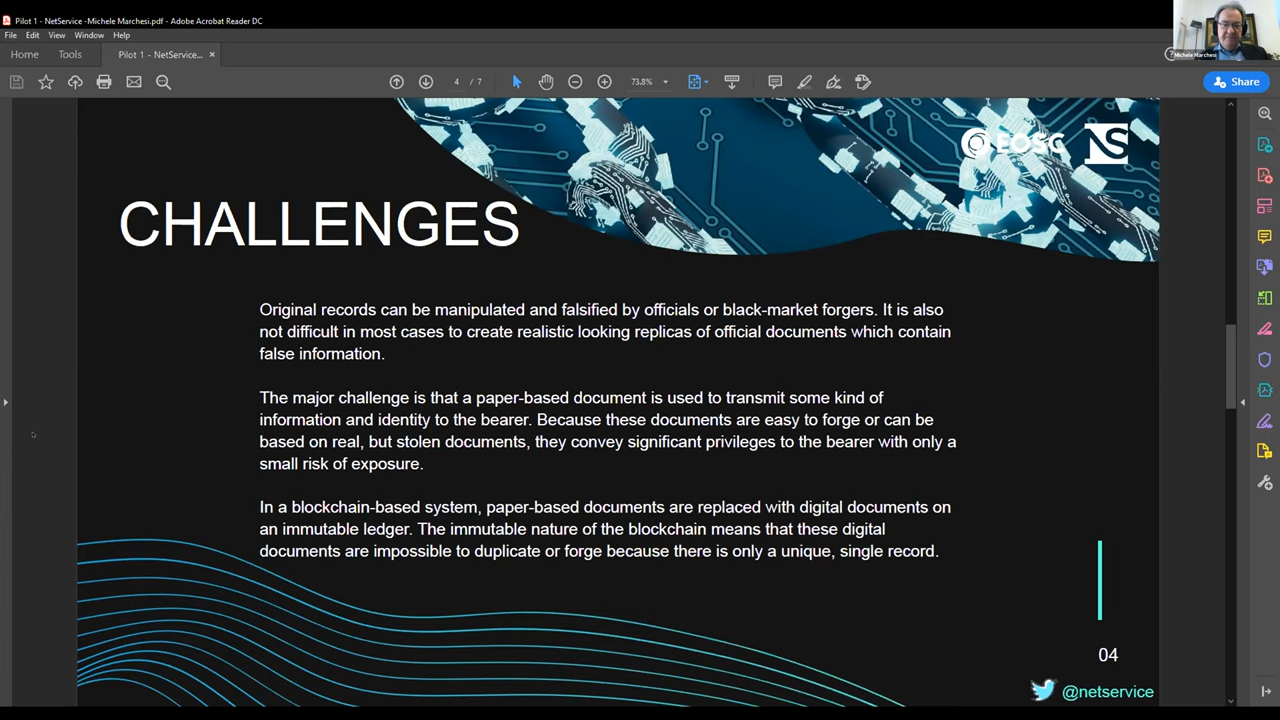 Pilot 1 - NetService -Michele Marchesi.pdf - Adobe Acrobat Reader DC
File Edit View Window Help
Home Tools Pilot 1 - NetService... ×
4 / 7 73.8% Share
Michele Marchesi
EOSC NS
CHALLENGES
Original records can be manipulated and falsified by officials or black-market forgers. It is also
not difficult in most cases to create realistic looking replicas of official documents which contain
false information.
The major challenge is that a paper-based document is used to transmit some kind of
information and identity to the bearer. Because these documents are easy to forge or can be
based on real, but stolen documents, they convey significant privileges to the bearer with only a
small risk of exposure.
In a blockchain-based system, paper-based documents are replaced with digital documents on
an immutable ledger. The immutable nature of the blockchain means that these digital
documents are impossible to duplicate or forge because there is only a unique, single record.
04
@netservice